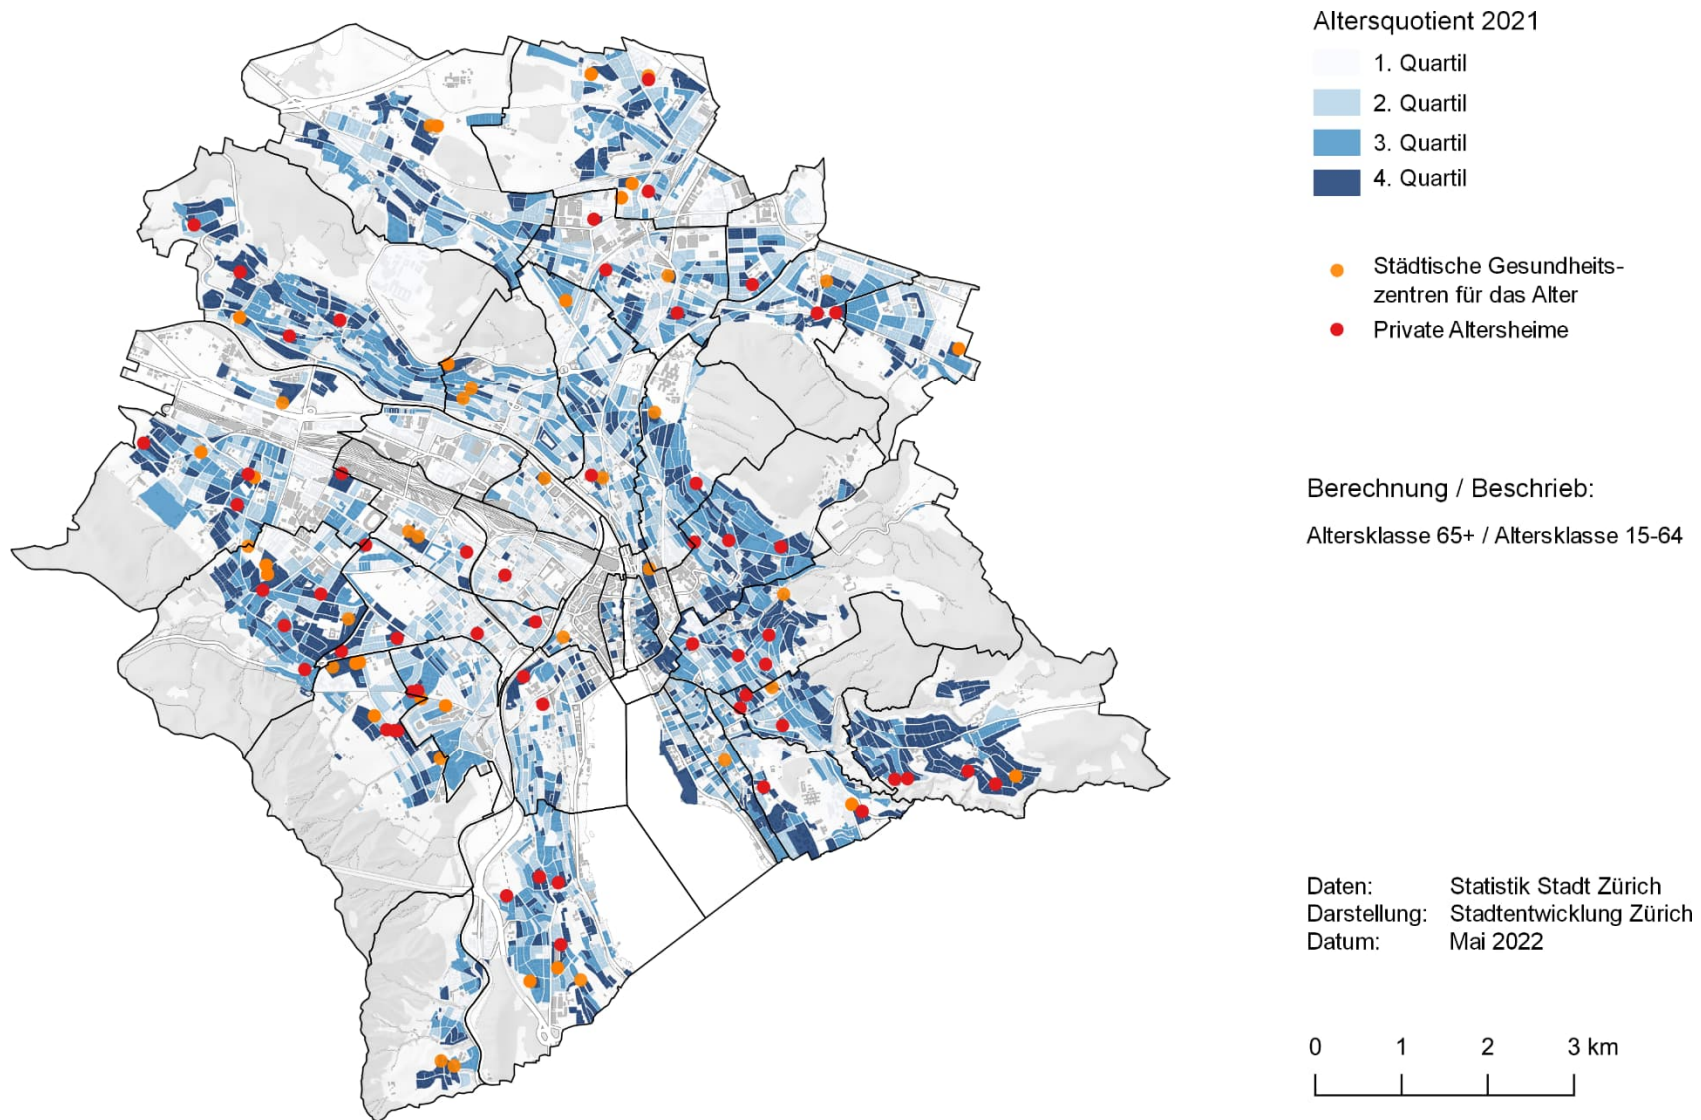 Altersquotient 2021
1. Quartil
2. Quartil
3. Quartil
4. Quartil
Städtische Gesundheits-
zentren für das Alter
Private Altersheime
Berechnung / Beschrieb:
Altersklasse 65+ / Altersklasse 15-64
Daten: Statistik Stadt Zürich
Darstellung: Stadtentwicklung Zürich
Datum: Mai 2022
0 1 2 3 km